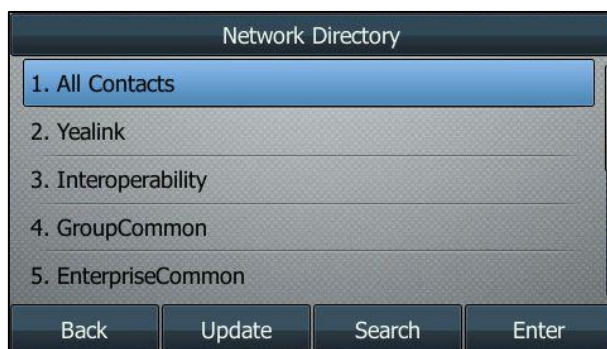 Network Directory
1. All Contacts
2. Yealink
3. Interoperability
4. GroupCommon
5. EnterpriseCommon
Back Update Search Enter